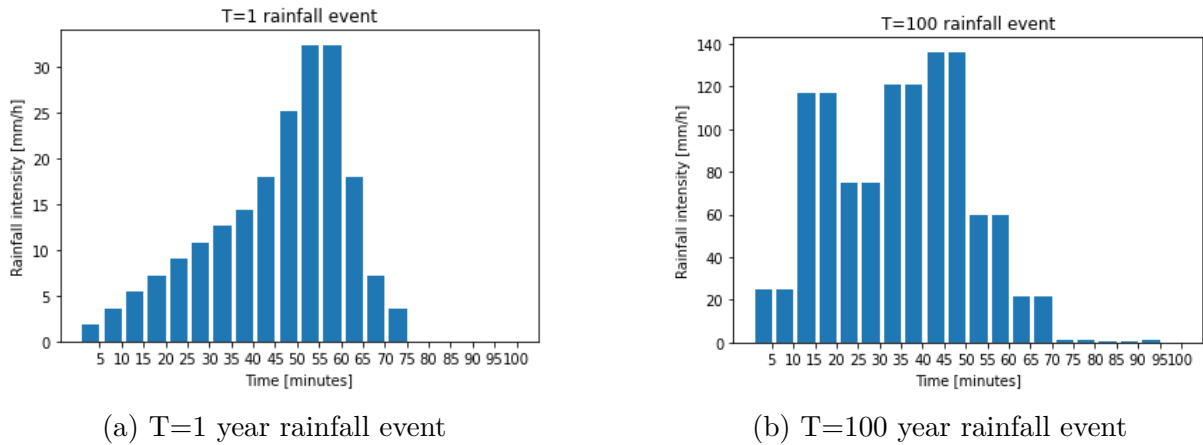 T=1 rainfall event
Rainfall intensity [mm/h]
30
25
20
15
10
5
0
5 10 15 20 25 30 35 40 45 50 55 60 65 70 75 80 85 90 95 100
Time [minutes]
(a) T=1 year rainfall event
T=100 rainfall event
Rainfall intensity [mm/h]
140
120
100
80
60
40
20
0
5 10 15 20 25 30 35 40 45 50 55 60 65 70 75 80 85 90 95 100
Time [minutes]
(b) T=100 year rainfall event